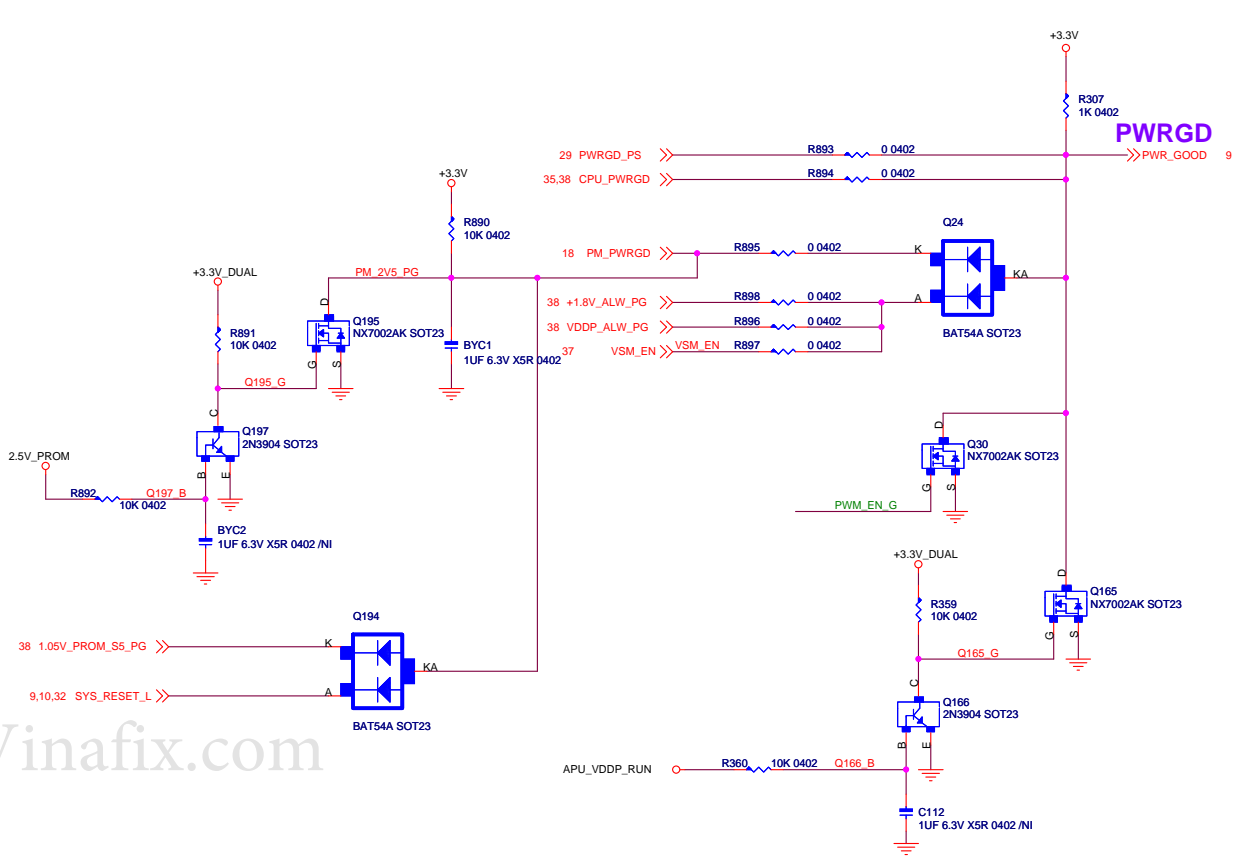 +3.3V
R307
1K 0402
PWRGD
29 PWRGD_PS
R893
0 0402
PWR_GOOD 9
35,38 CPU_PWRGD
R894
0 0402
+3.3V
R890
10K 0402
Q24
18 PM_PWRGD
R895
0 0402
K
KA
A
BAT54A SOT23
+3.3V_DUAL
PM_2V5_PG
38 +1.8V_ALW_PG
R898
0 0402
38 VDDP_ALW_PG
R896
0 0402
37 VSM_EN
VSM_EN
R897
0 0402
D
Q195
NX7002AK SOT23
G
S
R891
10K 0402
BYC1
1UF 6.3V X5R 0402
Q195_G
C
Q197
2N3904 SOT23
B
E
2.5V_PROM
R892
10K 0402
Q197_B
BYC2
1UF 6.3V X5R 0402 /NI
D
Q30
NX7002AK SOT23
G
S
PWM_EN_G
+3.3V_DUAL
R359
10K 0402
D
Q165
NX7002AK SOT23
G
S
Q165_G
Q194
38 1.05V_PROM_S5_PG
K
KA
9,10,32 SYS_RESET_L
A
BAT54A SOT23
C
Q166
2N3904 SOT23
B
E
APU_VDDP_RUN
R360
10K 0402
Q166_B
C112
1UF 6.3V X5R 0402 /NI
Vinafix.com